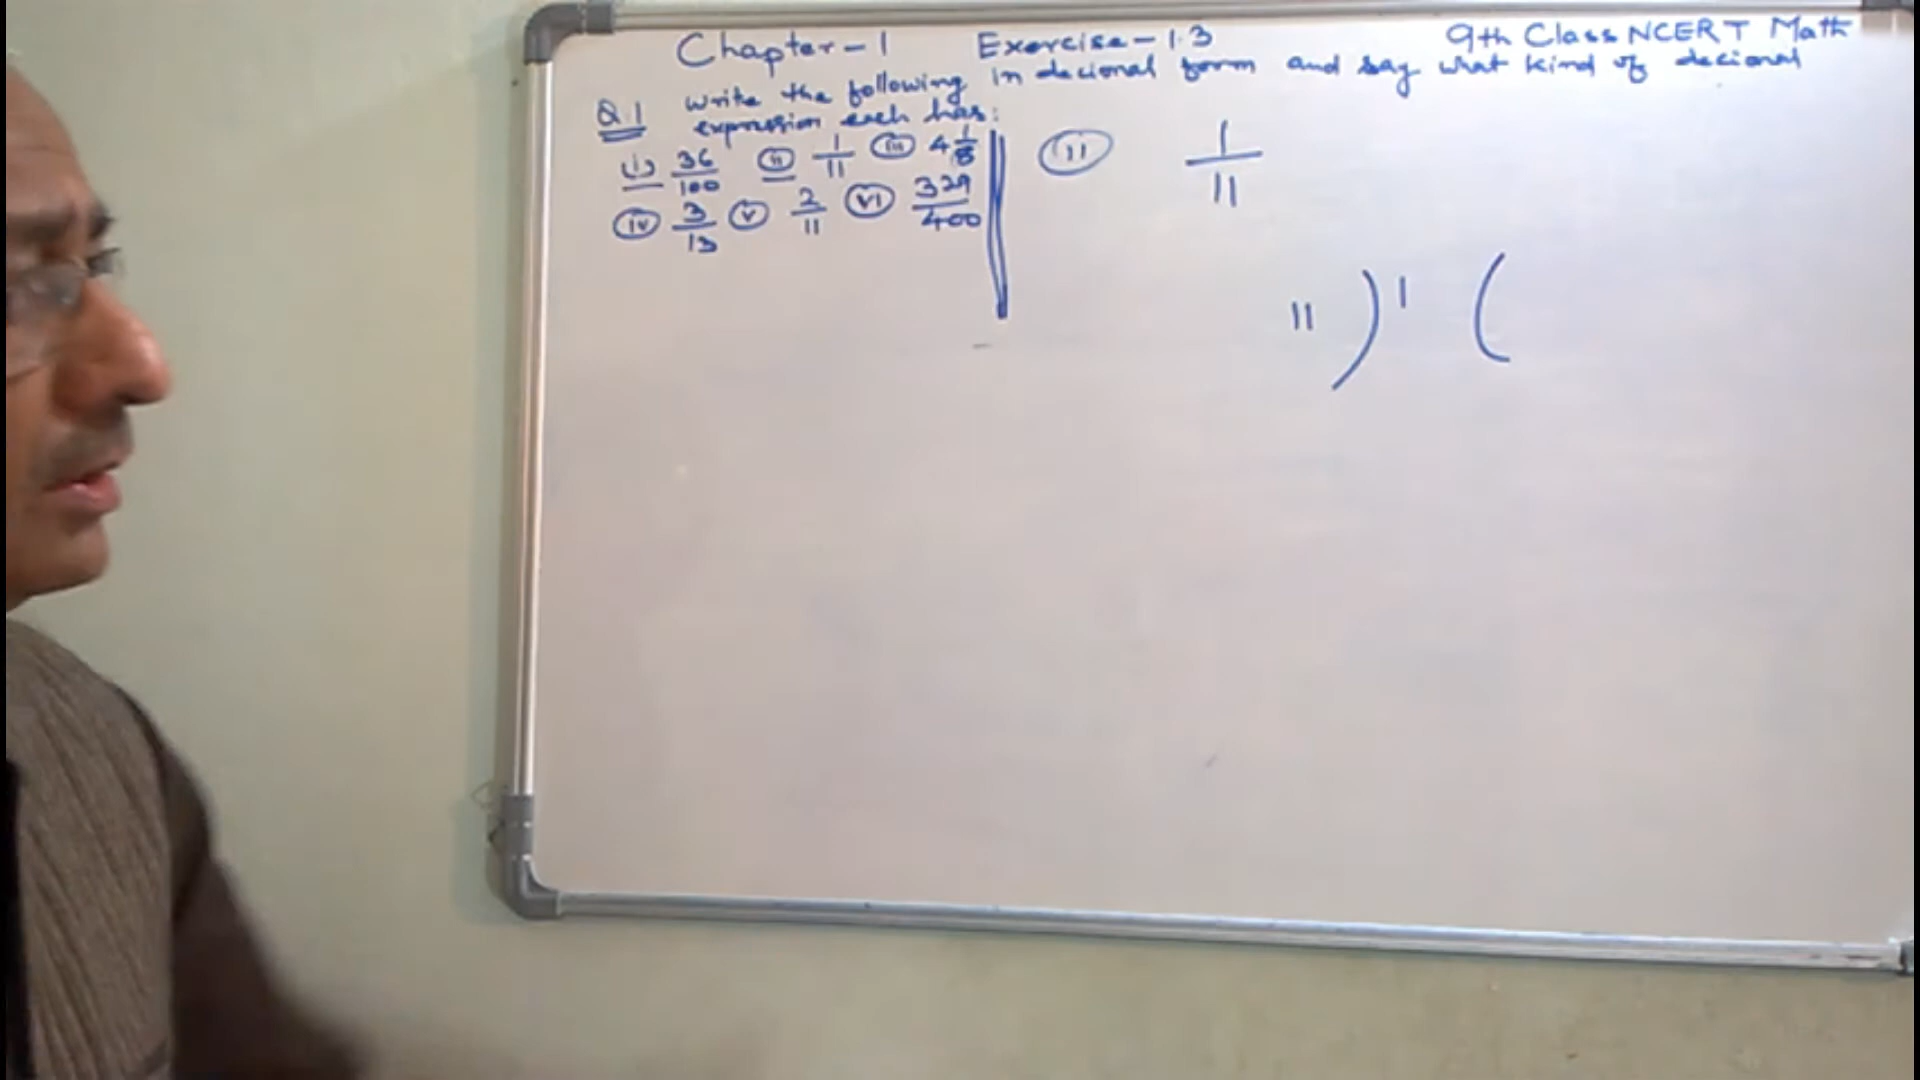 Chapter-1 Exercise-1.3 9th Class NCERT Math
Q.1 Write the following in decional form and say what kind of decional
expression each has:
(i) 36/100 (ii) 1/11 (iii) 4 1/8
(iv) 3/13 (v) 2/11 (vi) 329/400
(ii) 1/11
11 ) 1 (